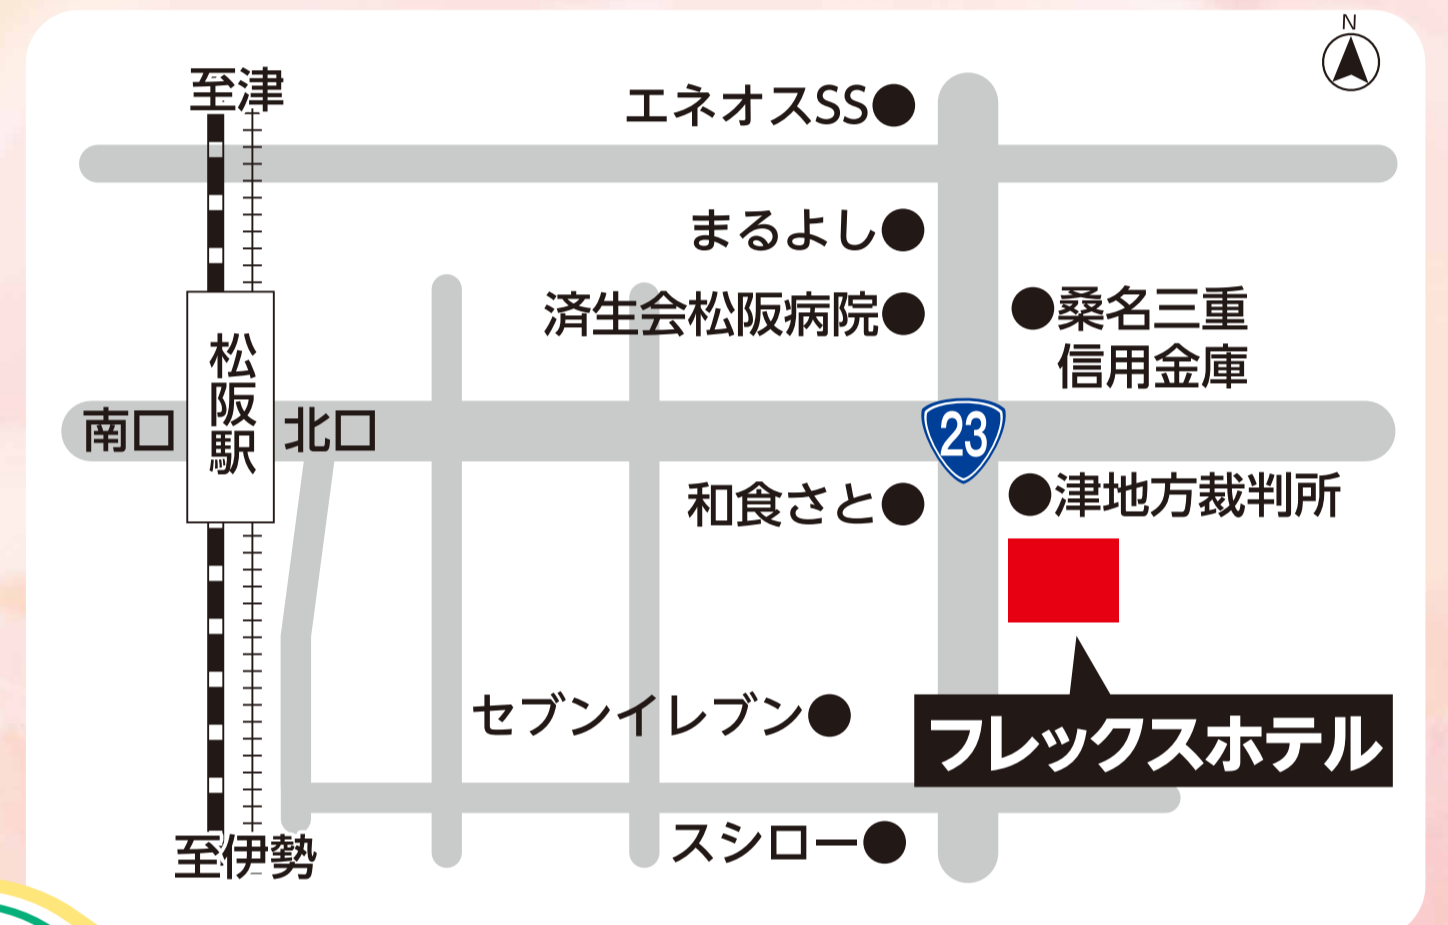 N
至津
エネオスSS
まるよし
済生会松阪病院
桑名三重
信用金庫
松阪駅
南口
北口
23
和食さと
津地方裁判所
セブンイレブン
フレックスホテル
スシロー
至伊勢